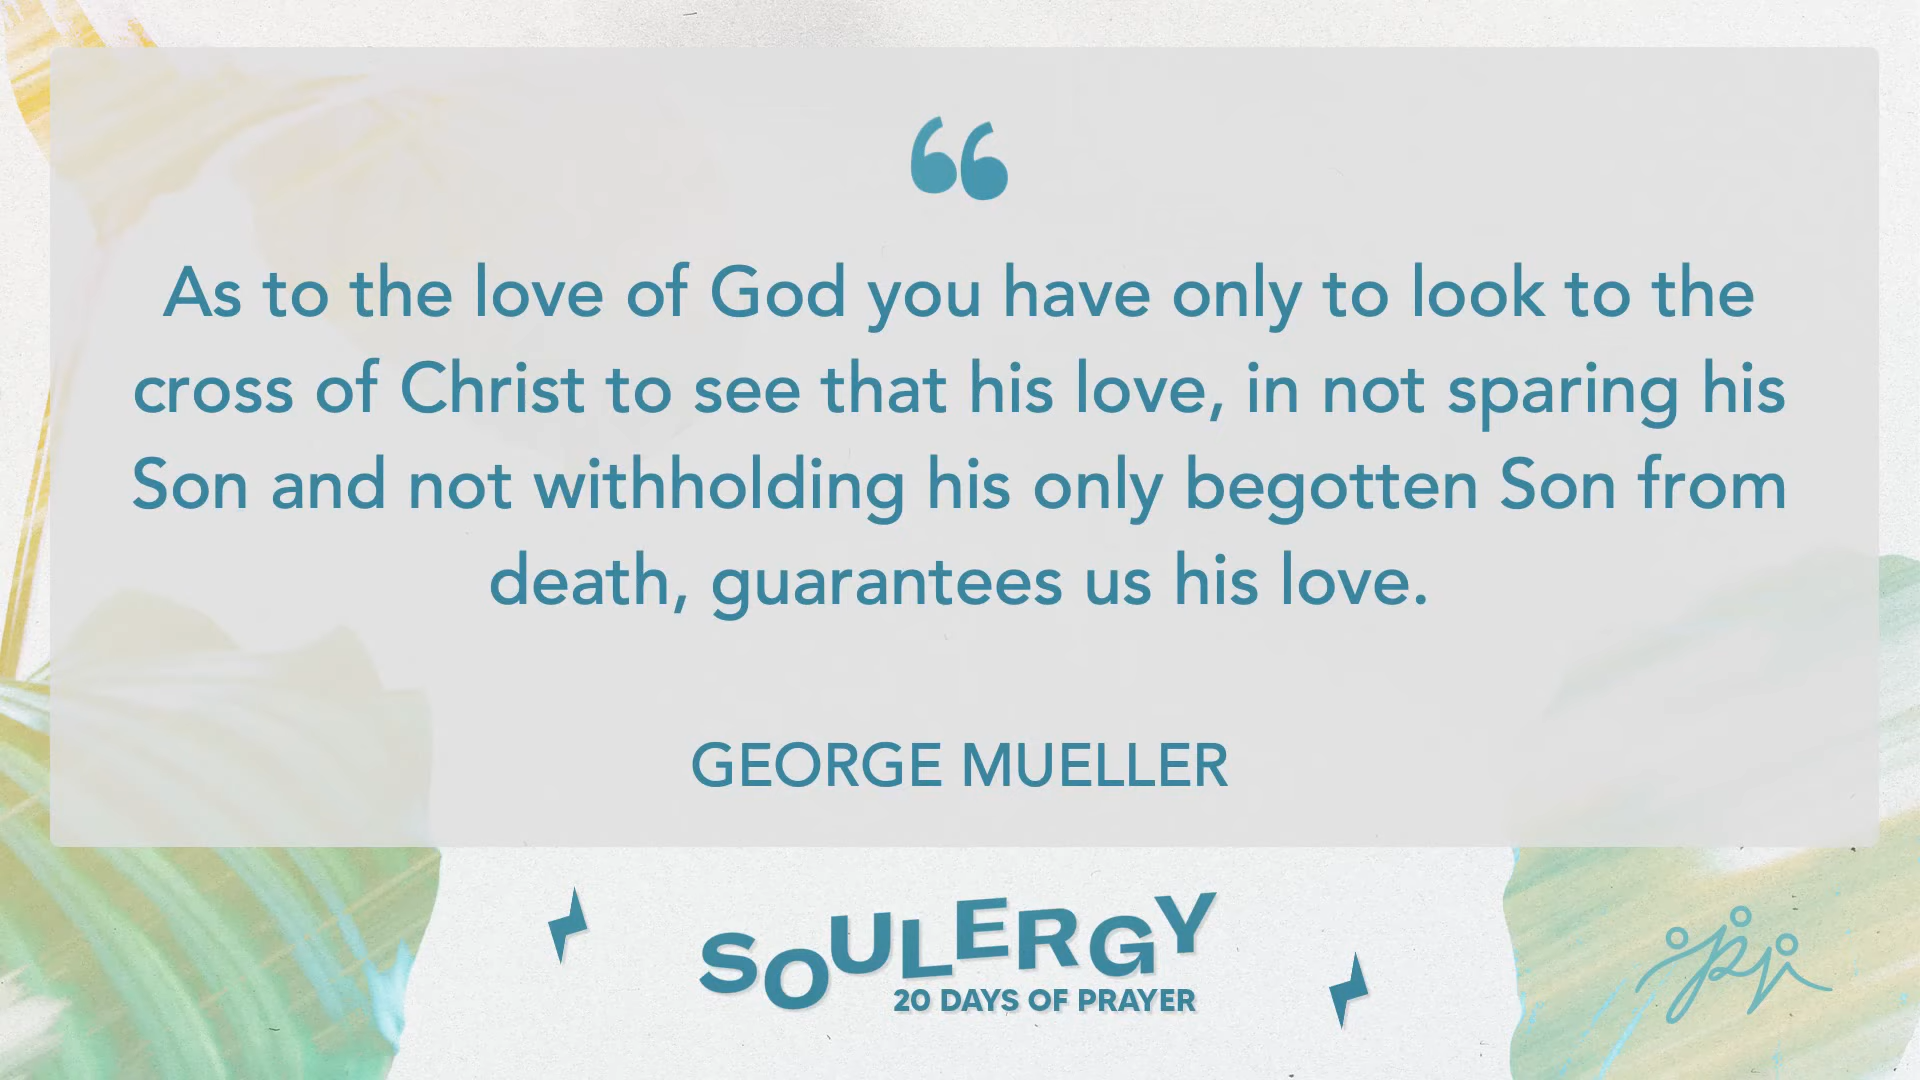 “
As to the love of God you have only to look to the
cross of Christ to see that his love, in not sparing his
Son and not withholding his only begotten Son from
death, guarantees us his love.
GEORGE MUELLER
SOULERGY
20 DAYS OF PRAYER